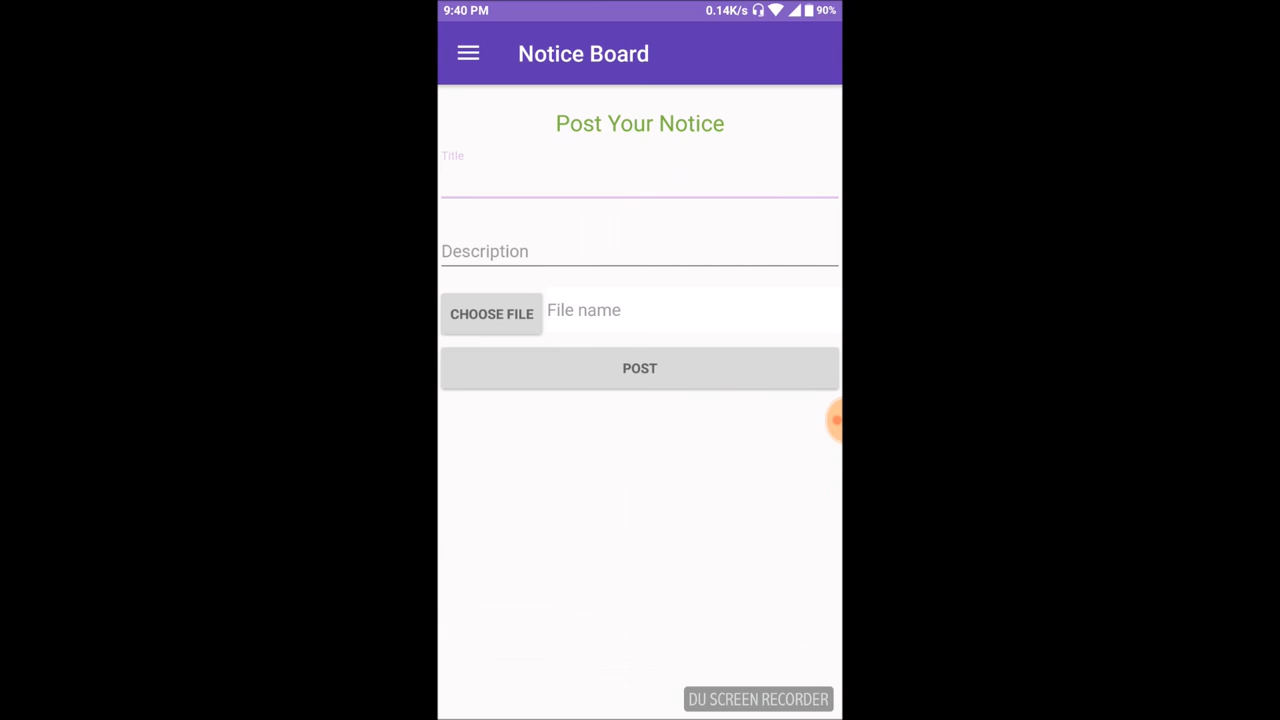 9:40 PM 0.14K/s 90%
Notice Board
Post Your Notice
Title
Description
CHOOSE FILE File name
POST
DU SCREEN RECORDER